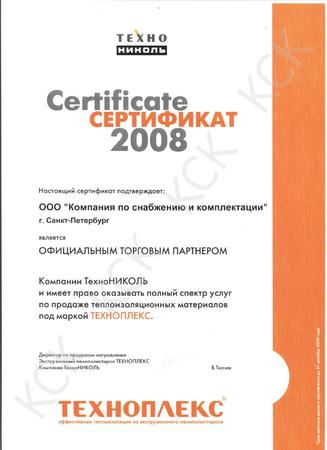 ТЕХНО
НИКОЛЬ
Certificate
СЕРТИФИКАТ
2008
Настоящий сертификат подтверждает:
ООО "Компания по снабжению и комплектации"
г. Санкт-Петербург
является
ОФИЦИАЛЬНЫМ ТОРГОВЫМ ПАРТНЕРОМ
Компании ТехноНИКОЛЬ
и имеет право оказывать полный спектр услуг
по продаже теплоизоляционных материалов
под маркой ТЕХНОПЛЕКС.
Директор по продажам направления
Экструзионный пенополистирол ТЕХНОПЛЕКС
Компании ТехноНИКОЛЬ
В.Ткачев
ТЕХНОПЛЕКС®
эффективная теплоизоляция из экструзионного пенополистирола
Срок действия данного сертификата до 31 декабря 2008 года
КСК
КСК
КСК
КСК
КСК